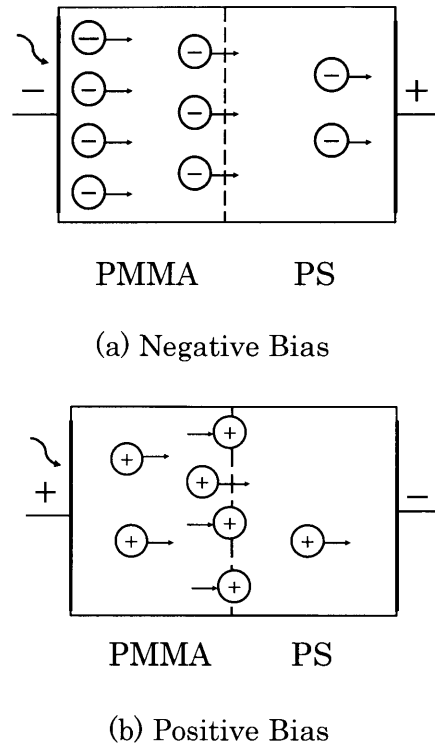 − +
PMMA PS
(a) Negative Bias
+ −
PMMA PS
(b) Positive Bias